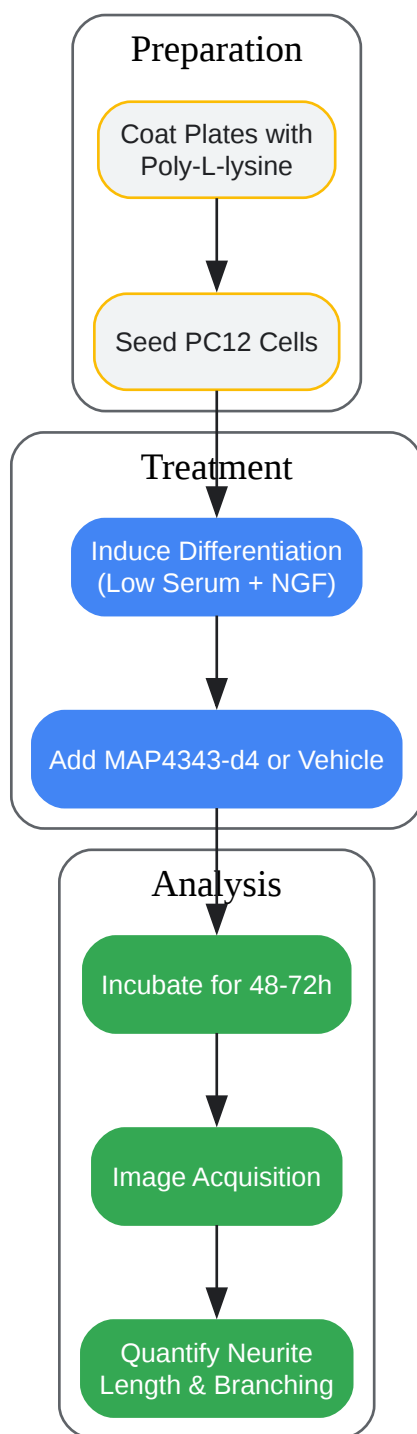 Preparation
Coat Plates with
Poly-L-lysine
Seed PC12 Cells
Treatment
Induce Differentiation
(Low Serum + NGF)
Add MAP4343-d4 or Vehicle
Analysis
Incubate for 48-72h
Image Acquisition
Quantify Neurite
Length & Branching